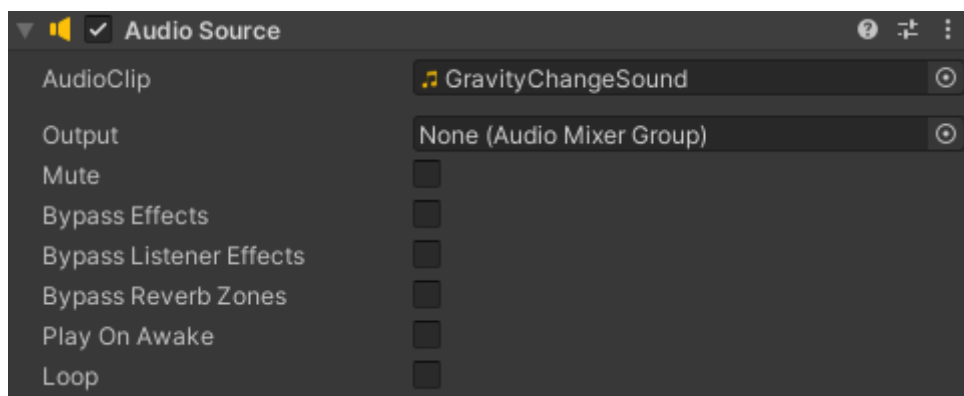 Audio Source
AudioClip GravityChangeSound
Output None (Audio Mixer Group)
Mute
Bypass Effects
Bypass Listener Effects
Bypass Reverb Zones
Play On Awake
Loop